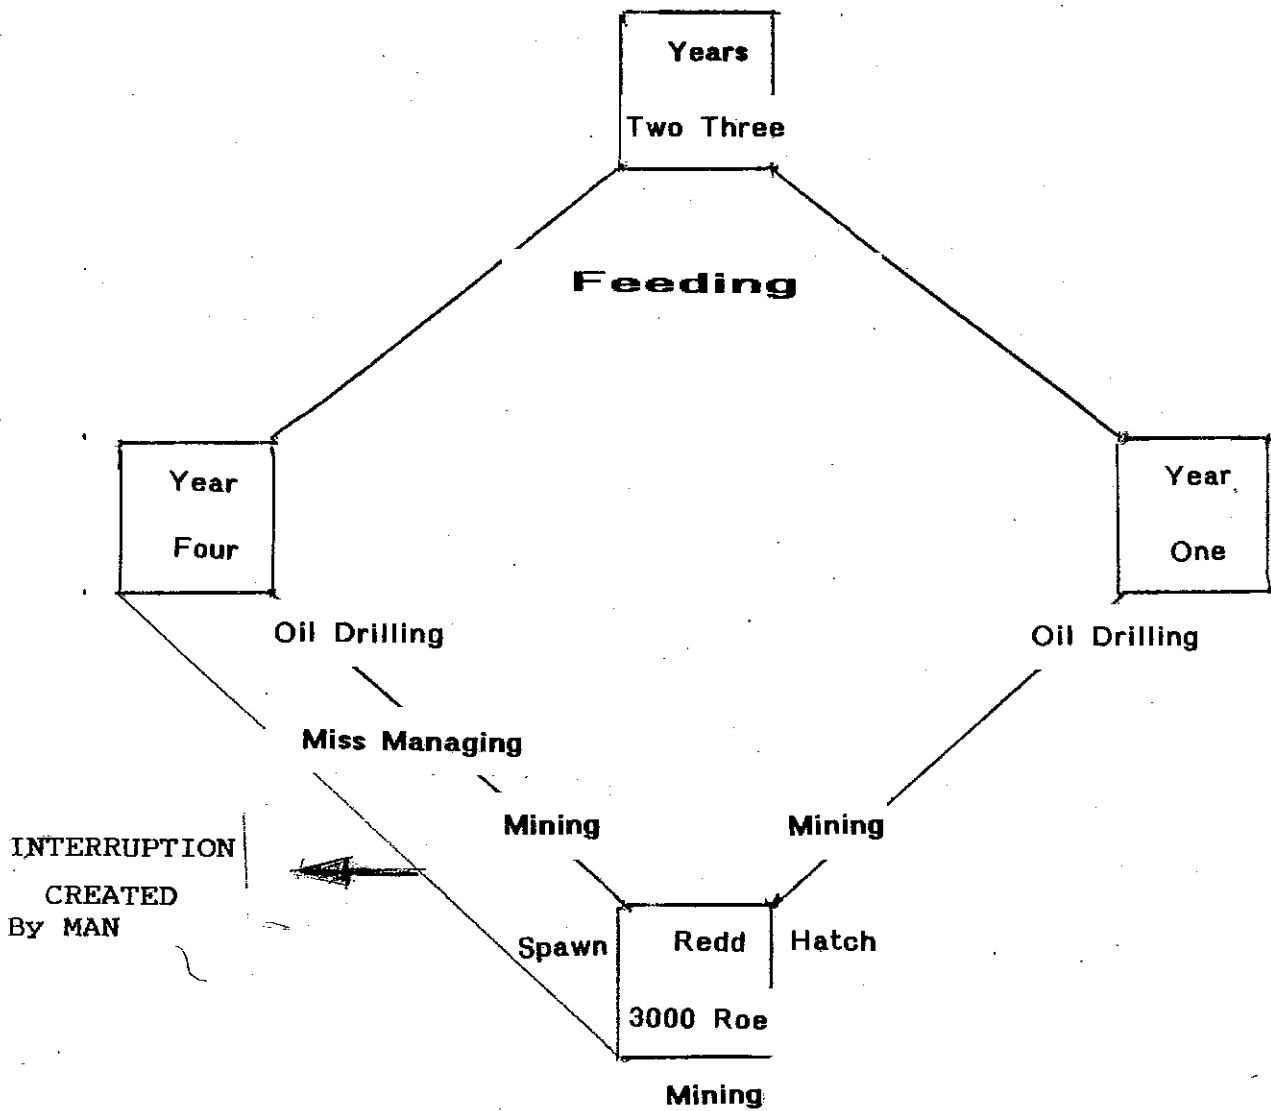 Years
Two Three
Feeding
Year
Four
Year
One
Oil Drilling
Oil Drilling
Miss Managing
Mining
Mining
INTERRUPTION
CREATED
By MAN
Spawn
Redd
Hatch
3000 Roe
Mining